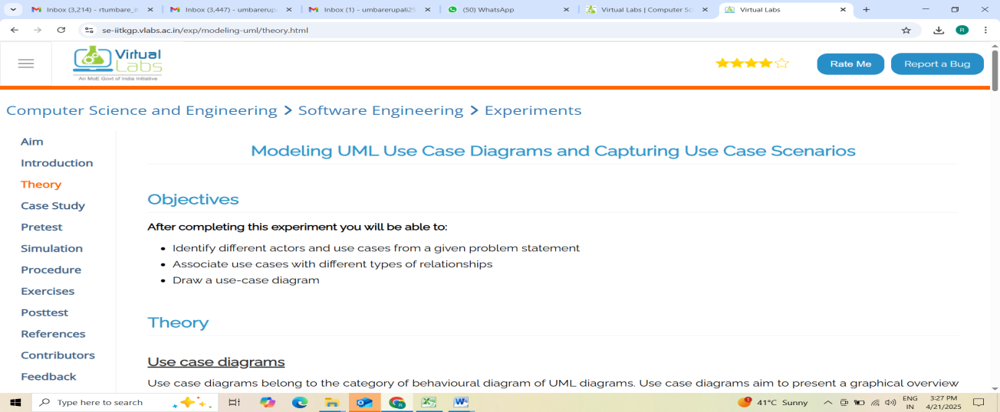 Inbox (3,214) - rtumbare_i
Inbox (3,447) - umbarerup
Inbox (1) - umbarerupali25
(50) WhatsApp
Virtual Labs | Computer Sc
Virtual Labs
se-iitkgp.vlabs.ac.in/exp/modeling-uml/theory.html
R
Virtual
Labs
An MoE Govt of India Initiative
Rate Me
Report a Bug
Computer Science and Engineering > Software Engineering > Experiments
Aim
Introduction
Theory
Case Study
Pretest
Simulation
Procedure
Exercises
Posttest
References
Contributors
Feedback
Modeling UML Use Case Diagrams and Capturing Use Case Scenarios
Objectives
After completing this experiment you will be able to:
• Identify different actors and use cases from a given problem statement
• Associate use cases with different types of relationships
• Draw a use-case diagram
Theory
Use case diagrams
Use case diagrams belong to the category of behavioural diagram of UML diagrams. Use case diagrams aim to present a graphical overview
Type here to search
41°C Sunny
ENG
IN
3:27 PM
4/21/2025